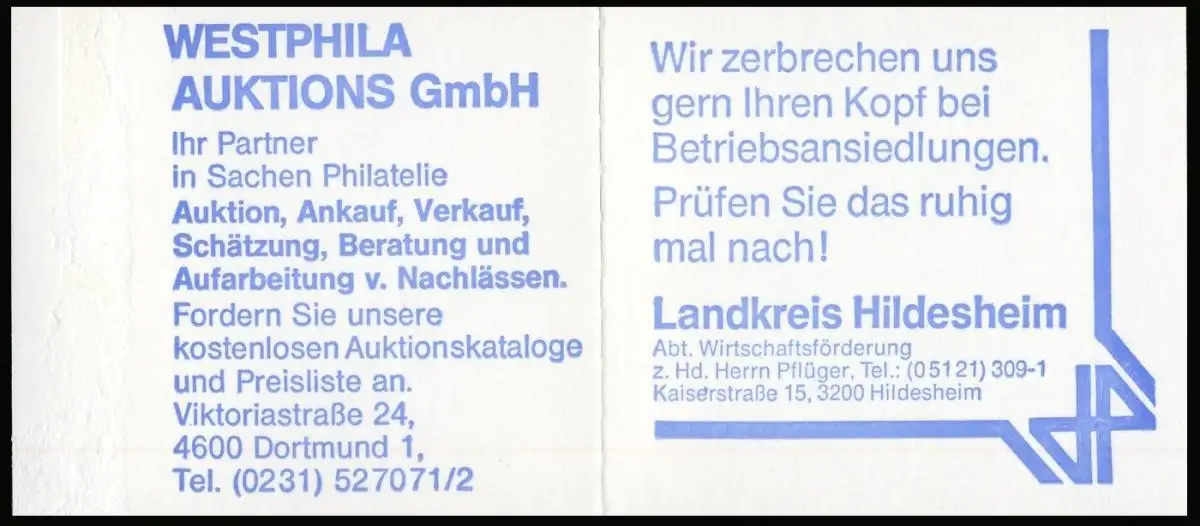 WESTPHILA
AUKTIONS GmbH
Ihr Partner
in Sachen Philatelie
Auktion, Ankauf, Verkauf,
Schätzung, Beratung und
Aufarbeitung v. Nachlässen.
Fordern Sie unsere
kostenlosen Auktionskataloge
und Preisliste an.
Viktoriastraße 24,
4600 Dortmund 1,
Tel. (0231) 527071/2
Wir zerbrechen uns
gern Ihren Kopf bei
Betriebsansiedlungen.
Prüfen Sie das ruhig
mal nach!
Landkreis Hildesheim
Abt. Wirtschaftsförderung
z. Hd. Herrn Pflüger, Tel.: (05121) 309-1
Kaiserstraße 15, 3200 Hildesheim